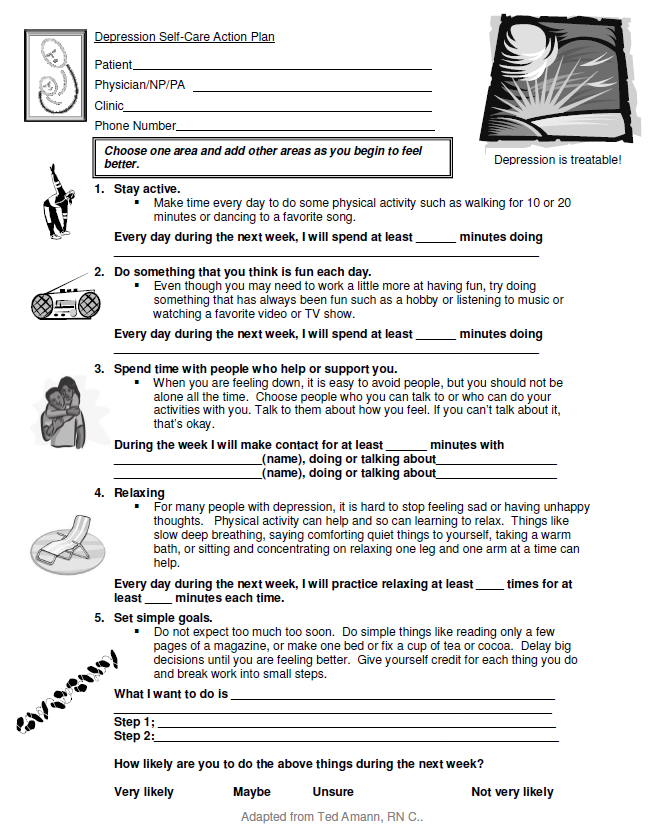 Depression Self-Care Action Plan
Patient
Physician/NP/PA
Clinic
Phone Number
Depression is treatable!
Choose one area and add other areas as you begin to feel
better.
1. Stay active.
▪ Make time every day to do some physical activity such as walking for 10 or 20
minutes or dancing to a favorite song.
Every day during the next week, I will spend at least ______ minutes doing
2. Do something that you think is fun each day.
▪ Even though you may need to work a little more at having fun, try doing
something that has always been fun such as a hobby or listening to music or
watching a favorite video or TV show.
Every day during the next week, I will spend at least ______ minutes doing
3. Spend time with people who help or support you.
▪ When you are feeling down, it is easy to avoid people, but you should not be
alone all the time. Choose people who you can talk to or who can do your
activities with you. Talk to them about how you feel. If you can't talk about it,
that's okay.
During the week I will make contact for at least ______ minutes with
______________________(name), doing or talking about__________________
______________________(name), doing or talking about__________________
4. Relaxing
▪ For many people with depression, it is hard to stop feeling sad or having unhappy
thoughts. Physical activity can help and so can learning to relax. Things like
slow deep breathing, saying comforting quiet things to yourself, taking a warm
bath, or sitting and concentrating on relaxing one leg and one arm at a time can
help.
Every day during the next week, I will practice relaxing at least ____ times for at
least ____ minutes each time.
5. Set simple goals.
▪ Do not expect too much too soon. Do simple things like reading only a few
pages of a magazine, or make one bed or fix a cup of tea or cocoa. Delay big
decisions until you are feeling better. Give yourself credit for each thing you do
and break work into small steps.
What I want to do is
Step 1;
Step 2:
How likely are you to do the above things during the next week?
Very likely Maybe Unsure Not very likely
Adapted from Ted Amann, RN C..